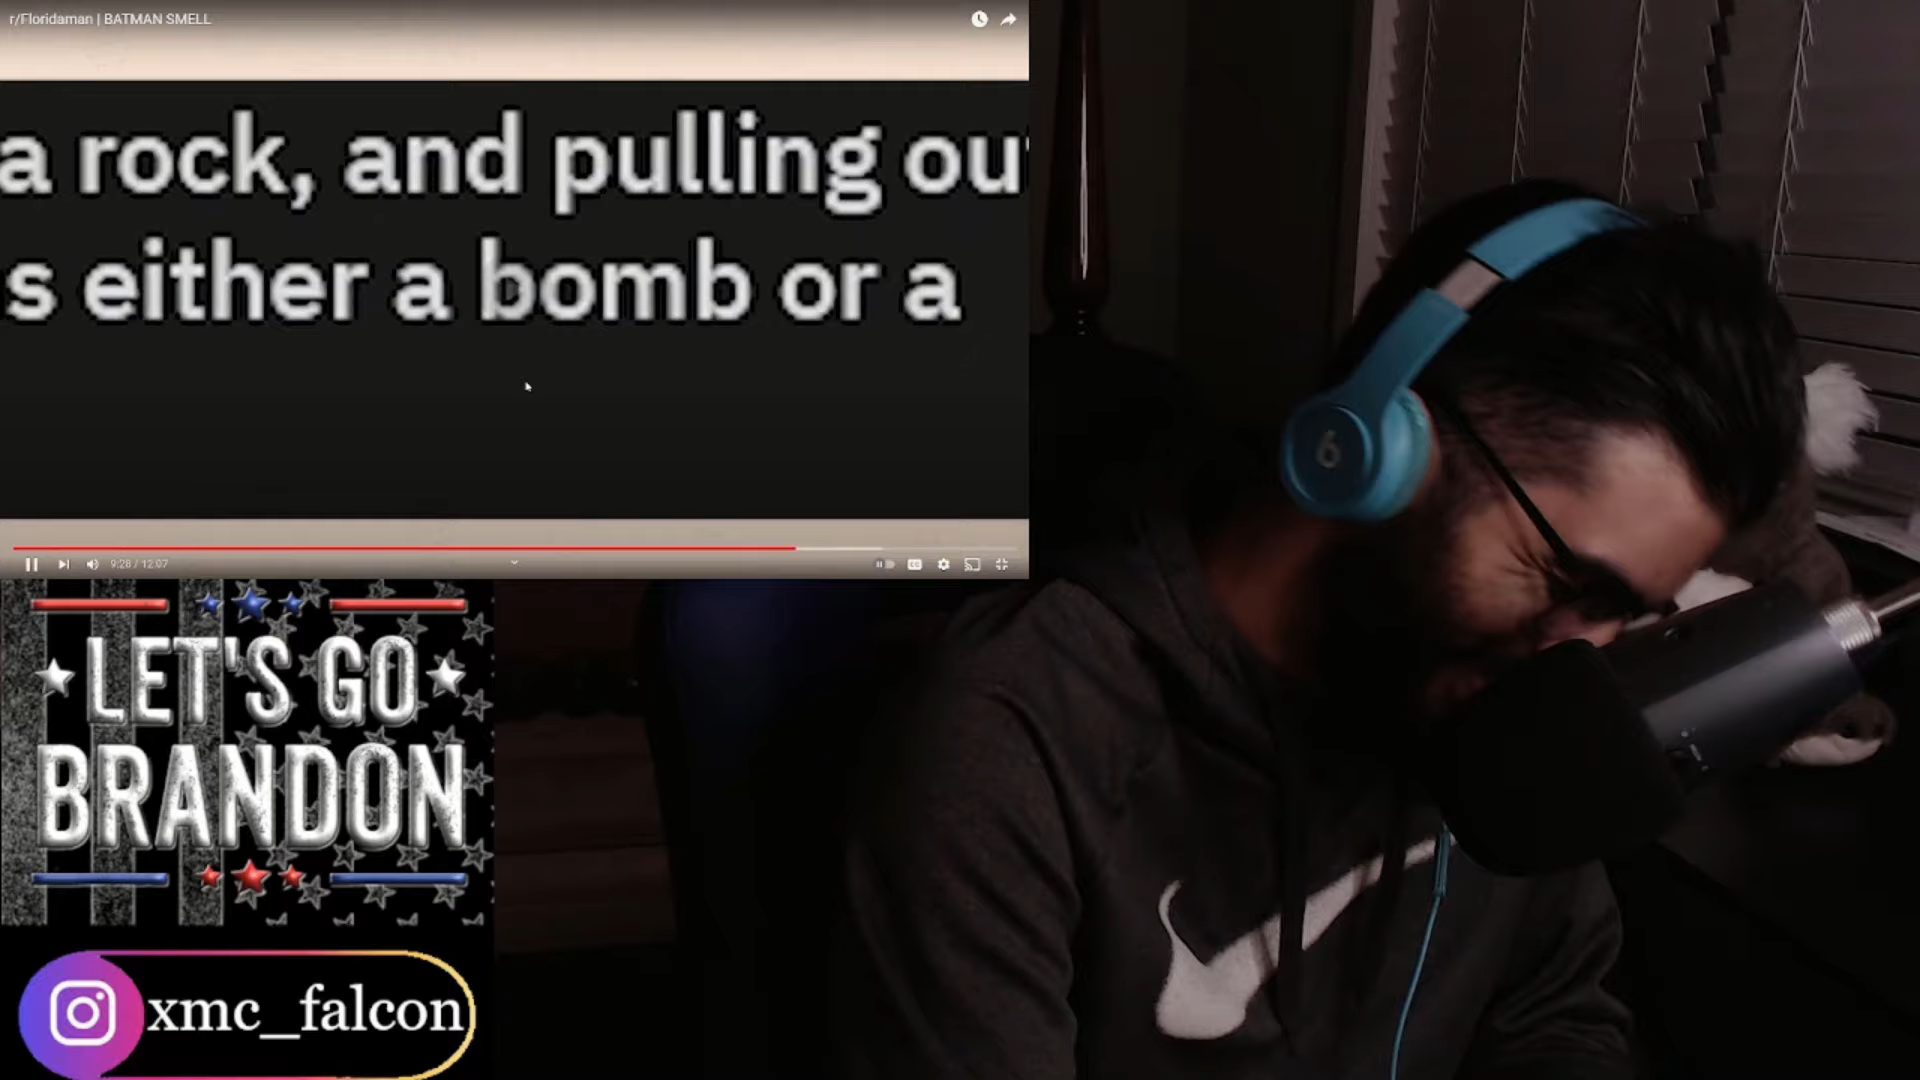 r/Floridaman | BATMAN SMELL
a rock, and pulling ou
s either a bomb or a
9:28 / 12:07
LET'S GO
BRANDON
xmc_falcon